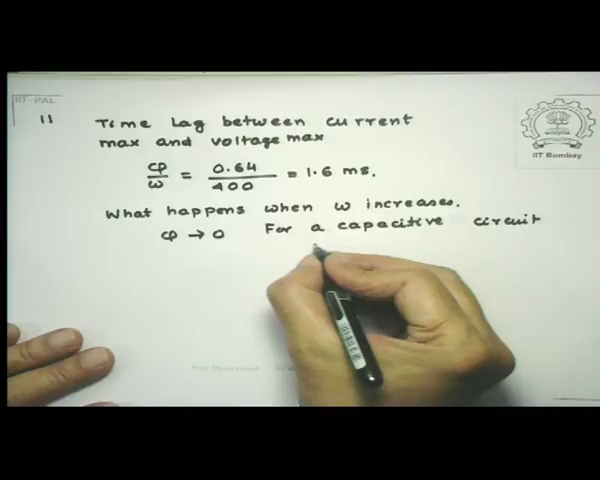 IIT-PAL
11
Time Lag between current
max and voltage max
φ/ω = 0.64/400 = 1.6 ms.
What happens when ω increases.
φ → 0 For a capacitive circuit
IIT Bombay